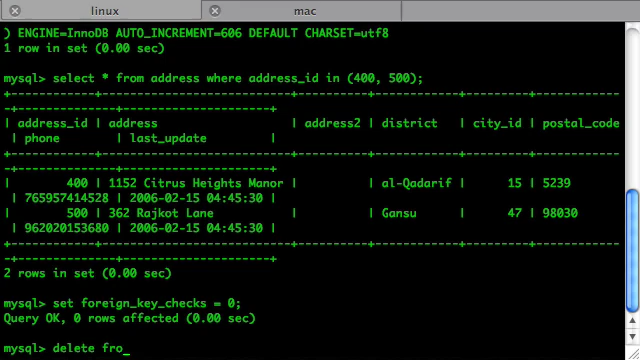 linux mac
) ENGINE=InnoDB AUTO_INCREMENT=606 DEFAULT CHARSET=utf8
1 row in set (0.00 sec)
mysql> select * from address where address_id in (400, 500);
+------------+---------------------------+----------+-----------+---------+-------------
-+--------------+---------------------+
| address_id | address | address2 | district | city_id | postal_code
| phone | last_update |
+------------+---------------------------+----------+-----------+---------+-------------
-+--------------+---------------------+
| 400 | 1152 Citrus Heights Manor | | al-Qadarif | 15 | 5239
| 765957414528 | 2006-02-15 04:45:30 |
| 500 | 362 Rajkot Lane | | Gansu | 47 | 98030
| 962020153680 | 2006-02-15 04:45:30 |
+------------+---------------------------+----------+-----------+---------+-------------
-+--------------+---------------------+
2 rows in set (0.00 sec)
mysql> set foreign_key_checks = 0;
Query OK, 0 rows affected (0.00 sec)
mysql> delete fro